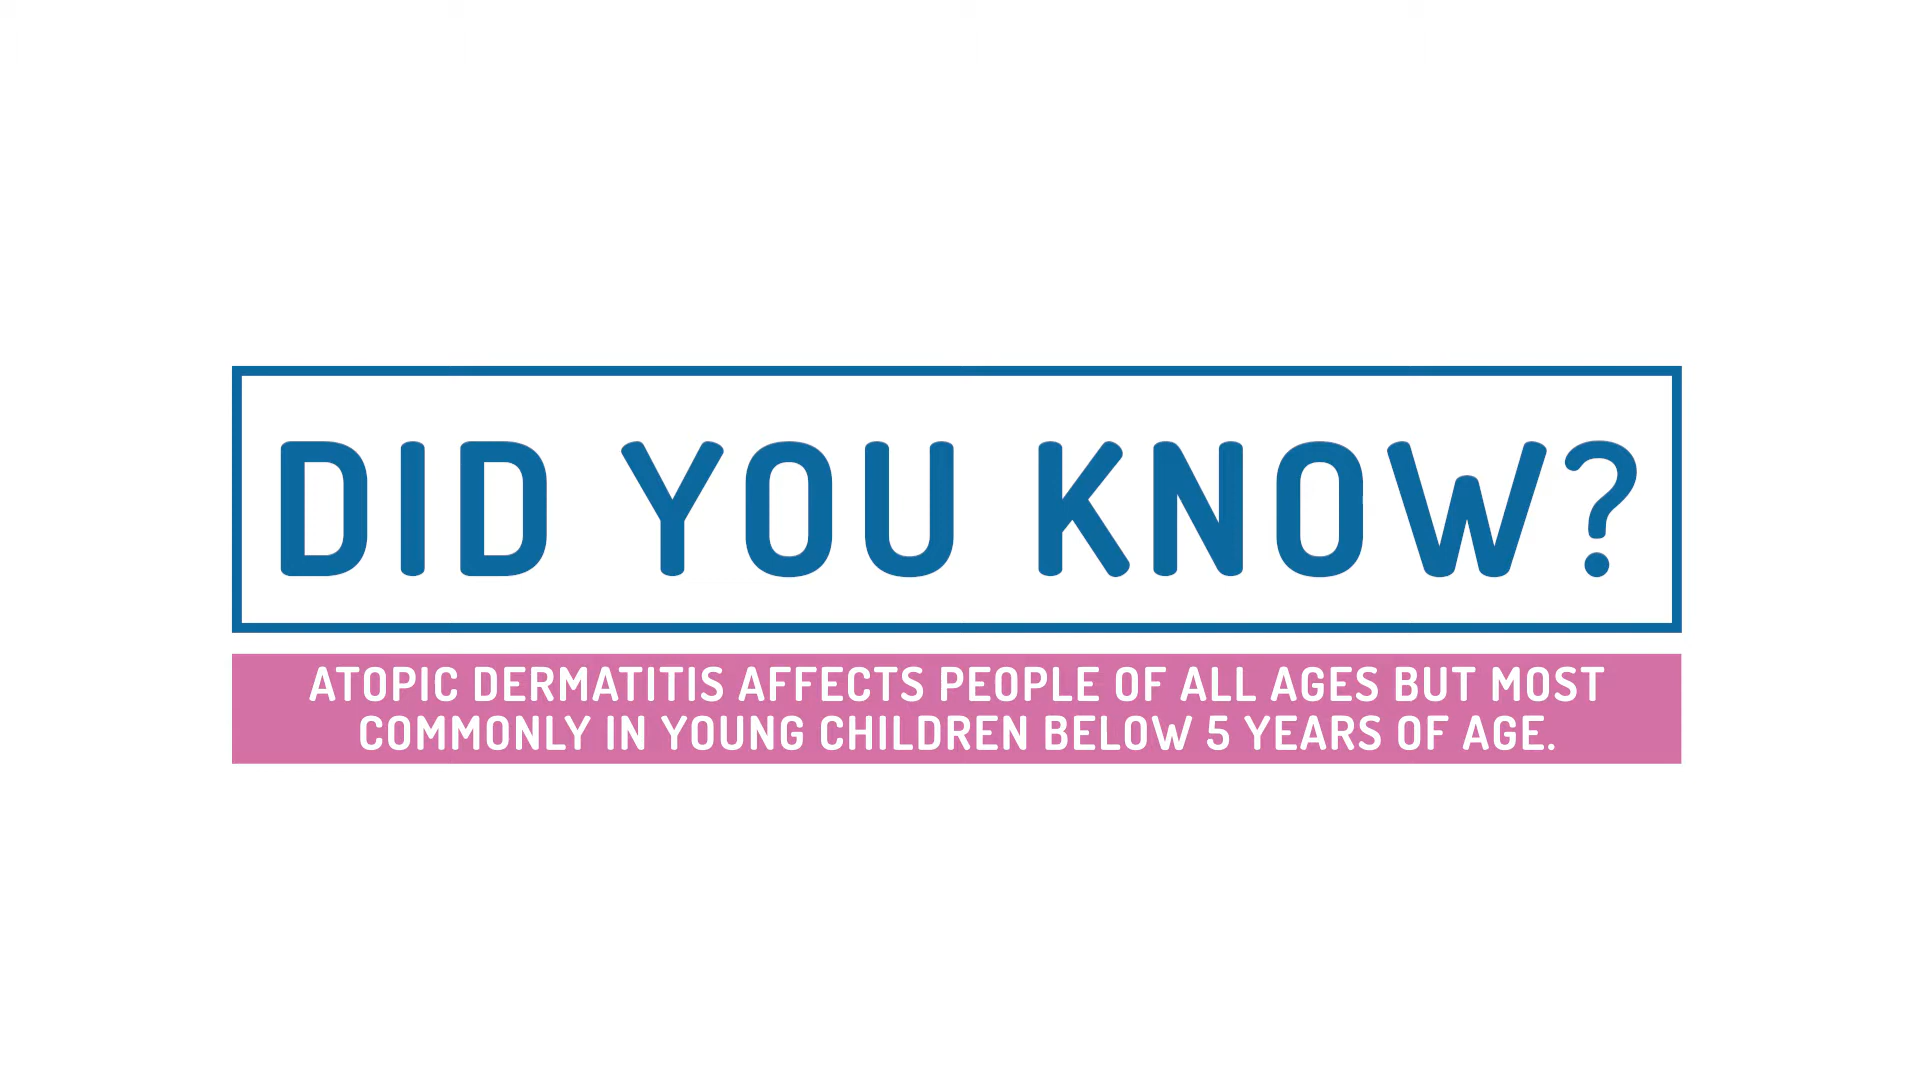 DID YOU KNOW?
ATOPIC DERMATITIS AFFECTS PEOPLE OF ALL AGES BUT MOST
COMMONLY IN YOUNG CHILDREN BELOW 5 YEARS OF AGE.